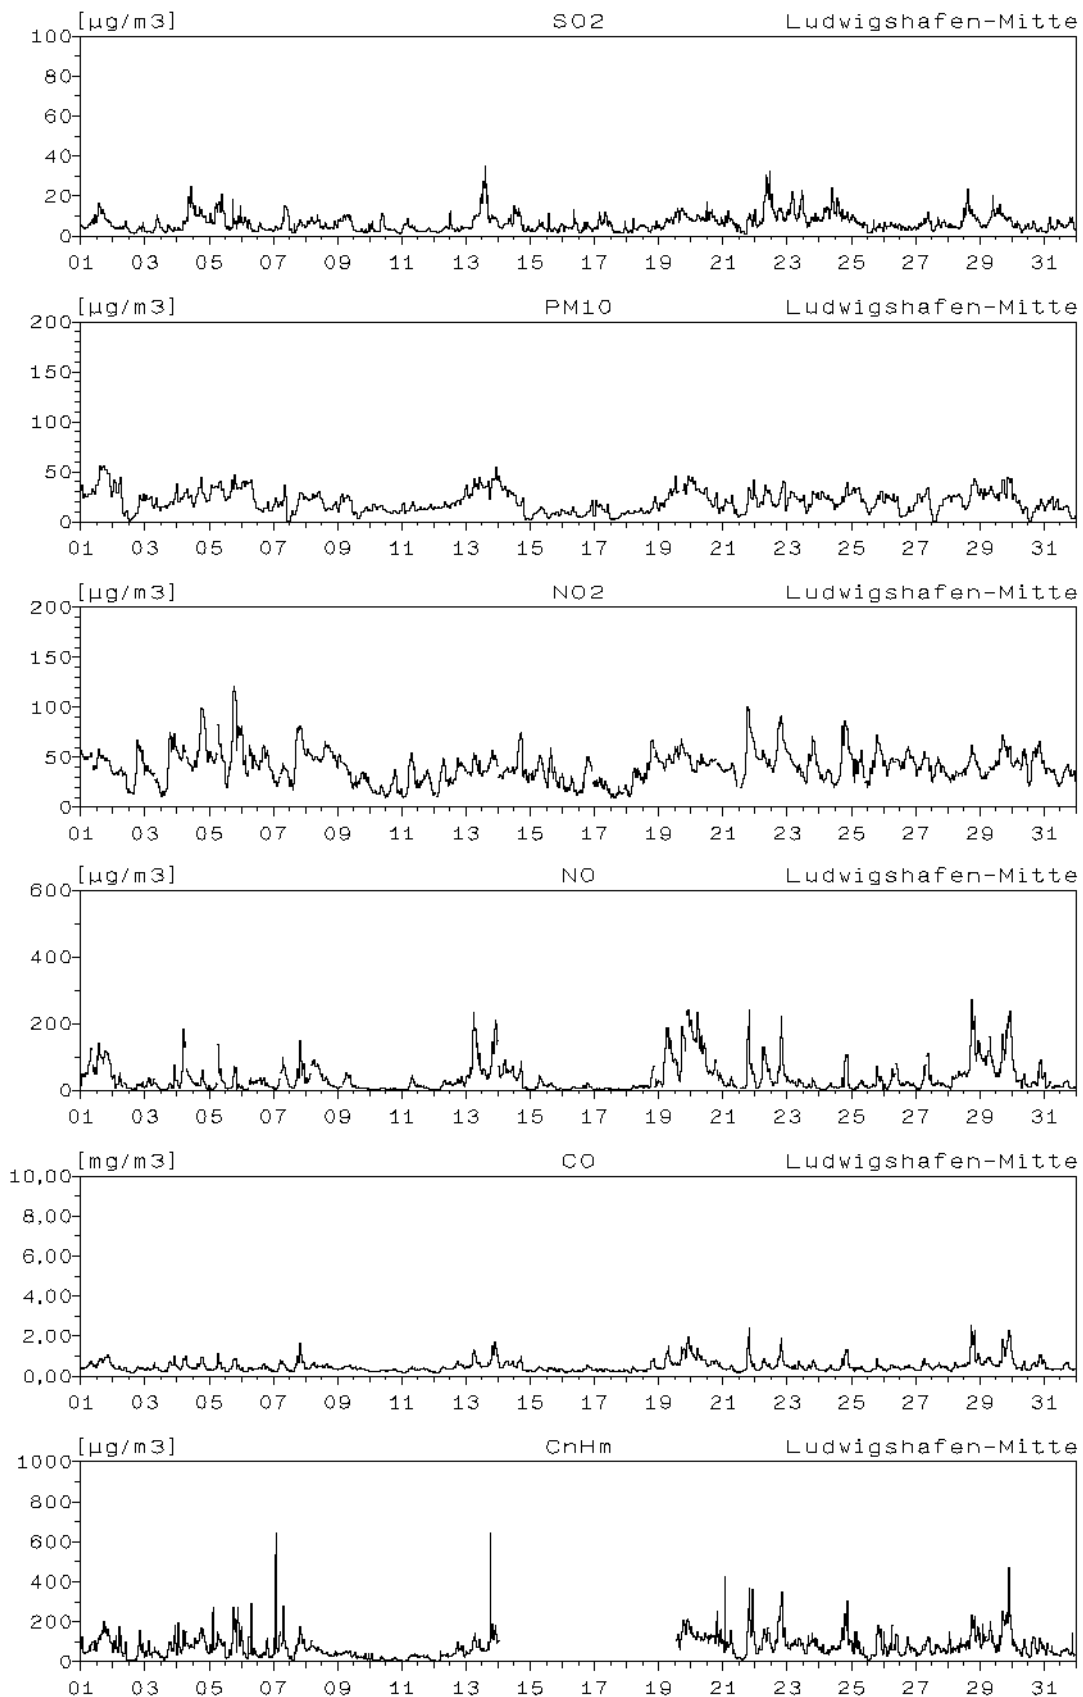 [µg/m3] SO2 Ludwigshafen-Mitte
100
80
60
40
20
0
01 03 05 07 09 11 13 15 17 19 21 23 25 27 29 31
[µg/m3] PM10 Ludwigshafen-Mitte
200
150
100
50
0
01 03 05 07 09 11 13 15 17 19 21 23 25 27 29 31
[µg/m3] NO2 Ludwigshafen-Mitte
200
150
100
50
0
01 03 05 07 09 11 13 15 17 19 21 23 25 27 29 31
[µg/m3] NO Ludwigshafen-Mitte
600
400
200
0
01 03 05 07 09 11 13 15 17 19 21 23 25 27 29 31
[mg/m3] CO Ludwigshafen-Mitte
10,00
8,00
6,00
4,00
2,00
0,00
01 03 05 07 09 11 13 15 17 19 21 23 25 27 29 31
[µg/m3] CnHm Ludwigshafen-Mitte
1000
800
600
400
200
0
01 03 05 07 09 11 13 15 17 19 21 23 25 27 29 31